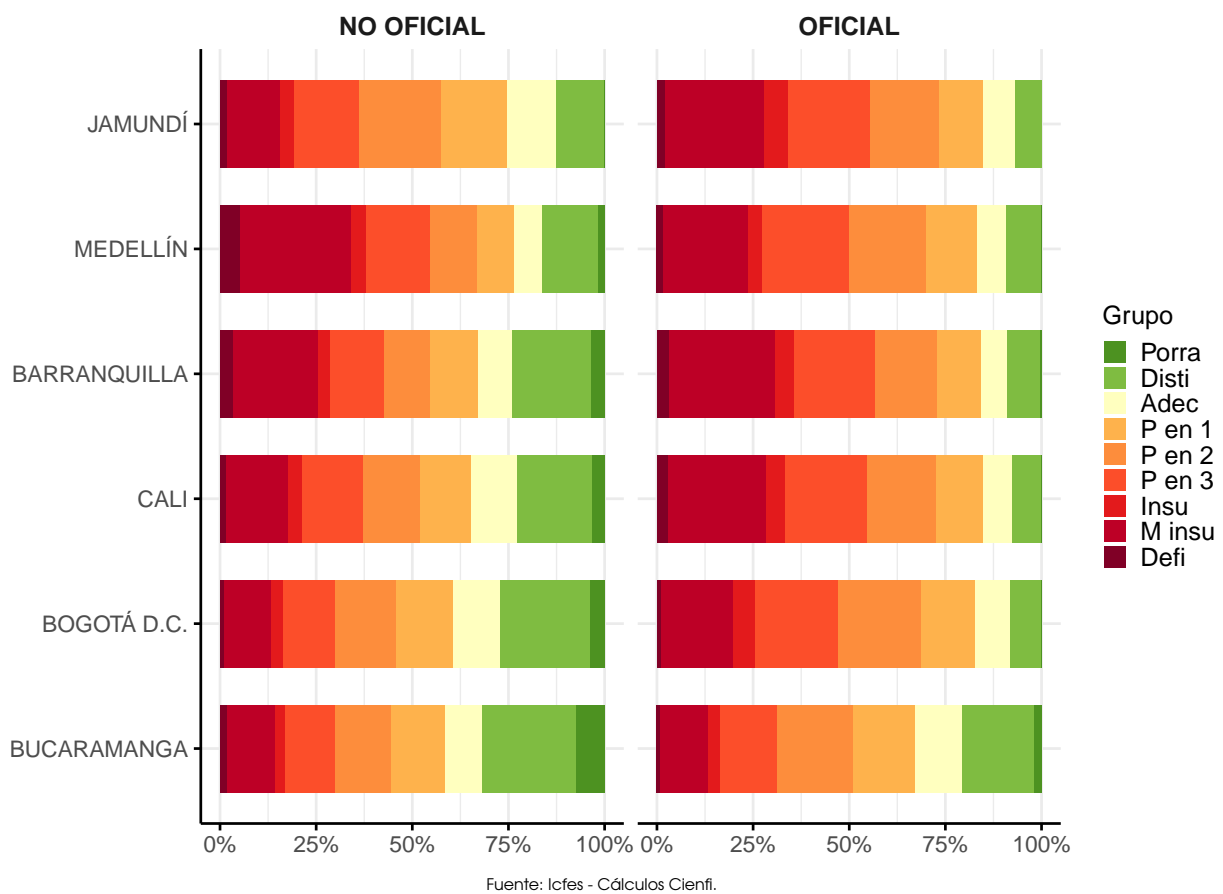 NO OFICIAL OFICIAL
JAMUNDÍ
MEDELLÍN
BARRANQUILLA
CALI
BOGOTÁ D.C.
BUCARAMANGA
0% 25% 50% 75% 100% 0% 25% 50% 75% 100%
Grupo
Porra
Disti
Adec
P en 1
P en 2
P en 3
Insu
M insu
Defi
Fuente: Icfes - Cálculos Cienfi.